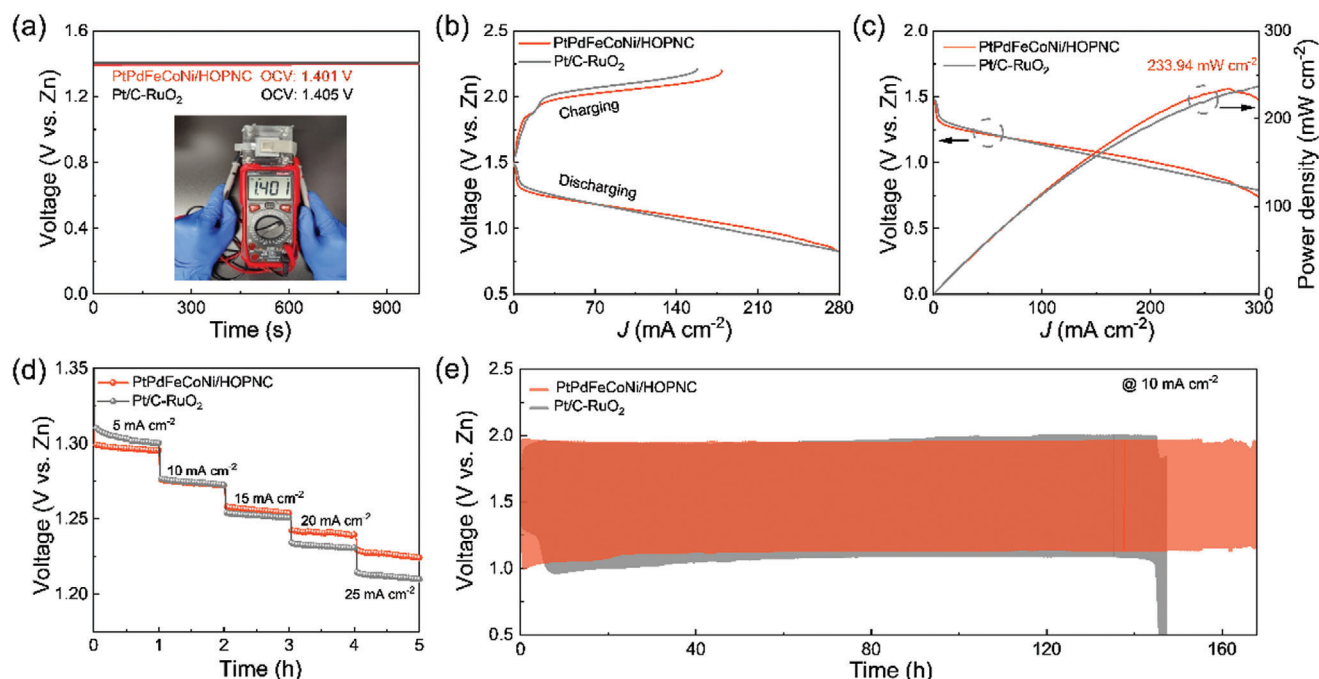 (a)
1.6
1.2
0.8
0.4
0.0
Voltage (V vs. Zn)
PtPdFeCoNi/HOPNC OCV: 1.401 V
Pt/C-RuO₂ OCV: 1.405 V
1.401
0 300 600 900
Time (s)
(b)
2.5
2.0
1.5
1.0
0.5
Voltage (V vs. Zn)
PtPdFeCoNi/HOPNC
Pt/C-RuO₂
Charging
Discharging
0 70 140 210 280
J (mA cm⁻²)
(c)
2.0
1.5
1.0
0.5
0.0
Voltage (V vs. Zn)
PtPdFeCoNi/HOPNC
Pt/C-RuO₂
233.94 mW cm⁻²
300
200
100
0
Power density (mW cm⁻²)
0 100 200 300
J (mA cm⁻²)
(d)
1.35
1.30
1.25
1.20
Voltage (V vs. Zn)
PtPdFeCoNi/HOPNC
Pt/C-RuO₂
5 mA cm⁻²
10 mA cm⁻²
15 mA cm⁻²
20 mA cm⁻²
25 mA cm⁻²
0 1 2 3 4 5
Time (h)
(e)
2.5
2.0
1.5
1.0
0.5
Voltage (V vs. Zn)
PtPdFeCoNi/HOPNC
Pt/C-RuO₂
@ 10 mA cm⁻²
0 40 80 120 160
Time (h)